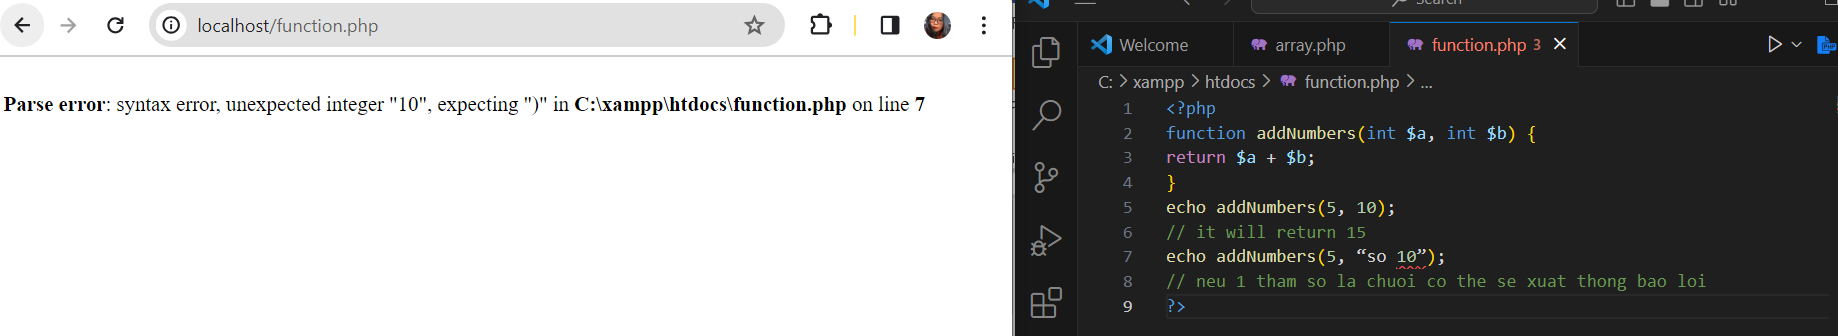 localhost/function.php
Parse error: syntax error, unexpected integer "10", expecting ")" in C:\xampp\htdocs\function.php on line 7
Search
Welcome
array.php
function.php 3
C: > xampp > htdocs > function.php > ...
1 <?php
2 function addNumbers(int $a, int $b) {
3 return $a + $b;
4 }
5 echo addNumbers(5, 10);
6 // it will return 15
7 echo addNumbers(5, “so 10”);
8 // neu 1 tham so la chuoi co the se xuat thong bao loi
9 ?>